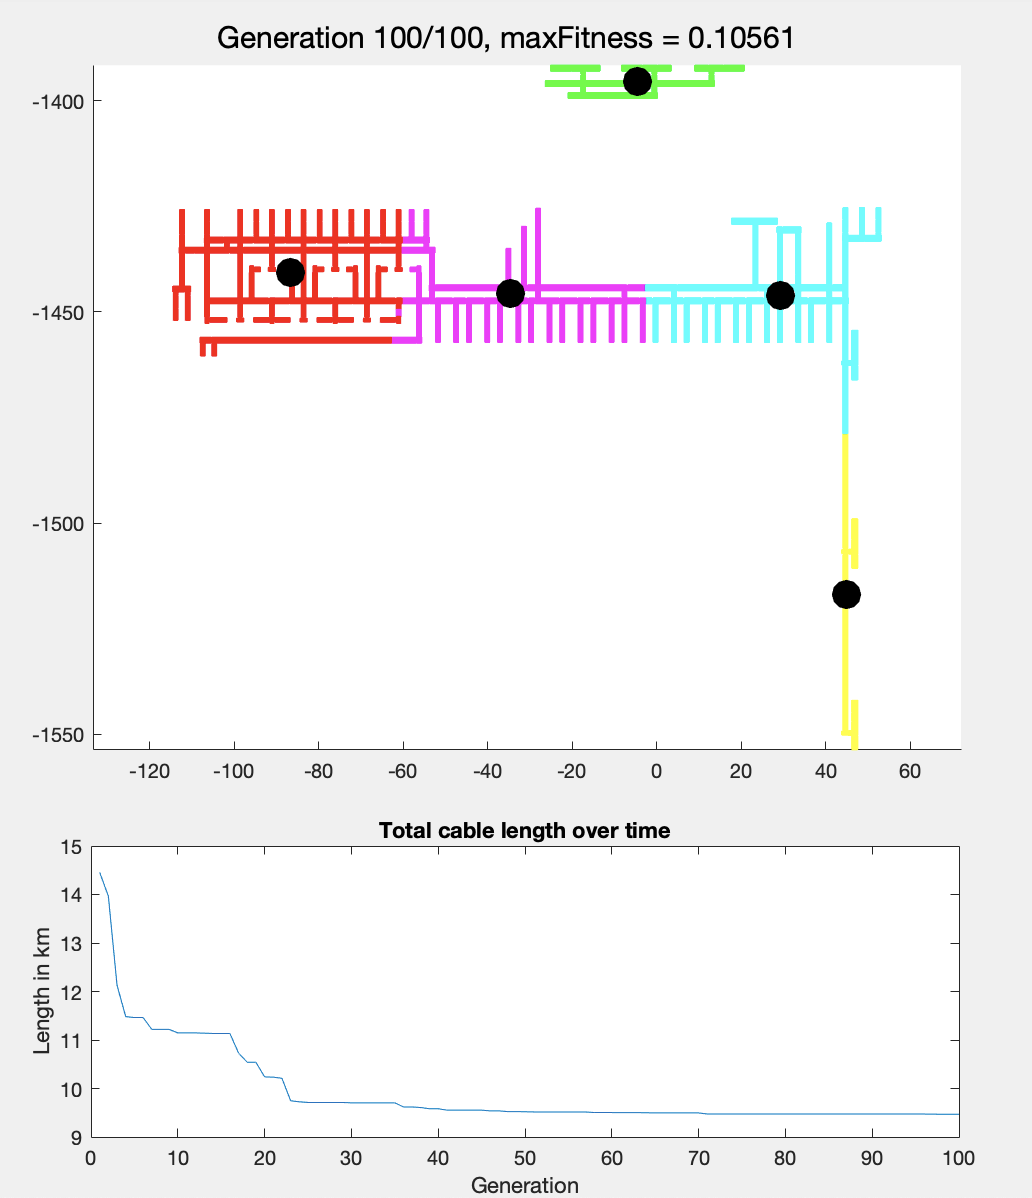 Generation 100/100, maxFitness = 0.10561
-1400
-1450
-1500
-1550
-120 -100 -80 -60 -40 -20 0 20 40 60
Total cable length over time
15
14
13
12
11
10
9
Length in km
0 10 20 30 40 50 60 70 80 90 100
Generation